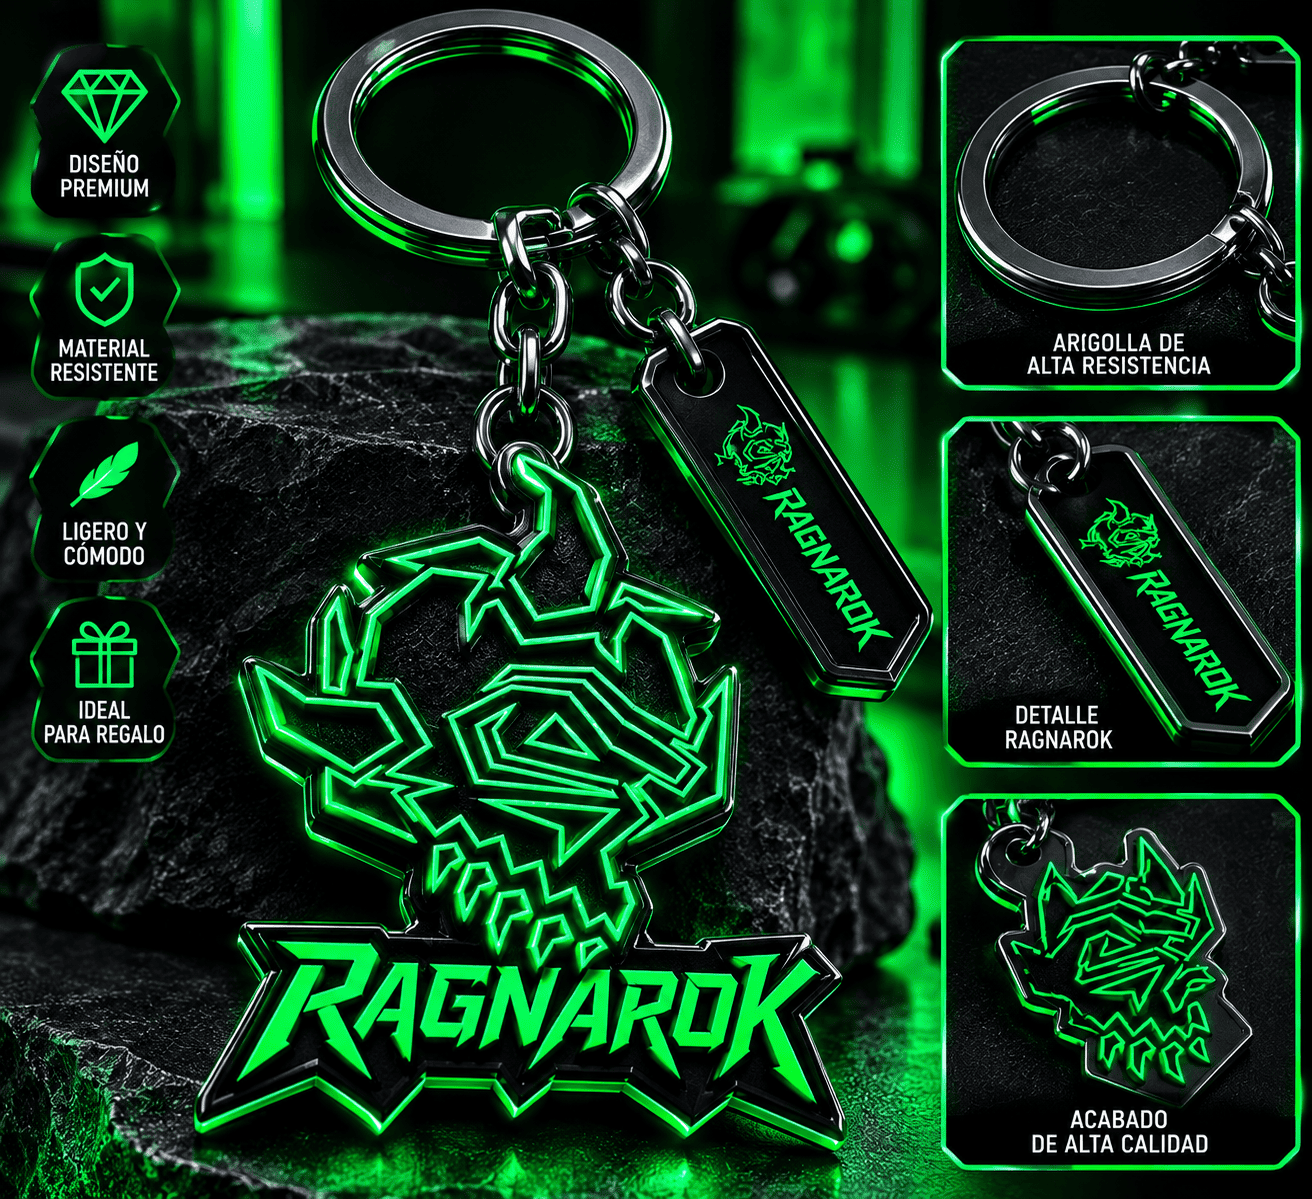 DISEÑO
PREMIUM
MATERIAL
RESISTENTE
LIGERO Y
CÓMODO
IDEAL
PARA REGALO
RAGNAROK
RAGNAROK
ARIGOLLA DE
ALTA RESISTENCIA
RAGNAROK
DETALLE
RAGNAROK
ACABADO
DE ALTA CALIDAD